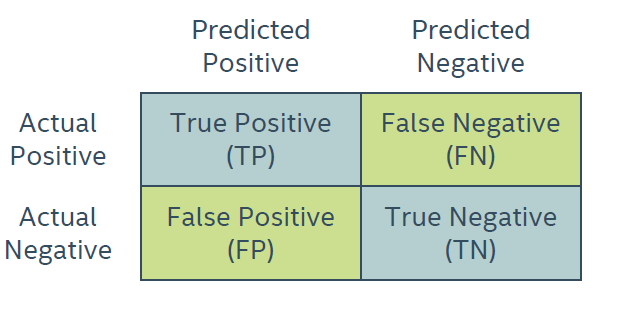 Predicted Positive
Predicted Negative
Actual Positive
True Positive (TP)
False Negative (FN)
Actual Negative
False Positive (FP)
True Negative (TN)